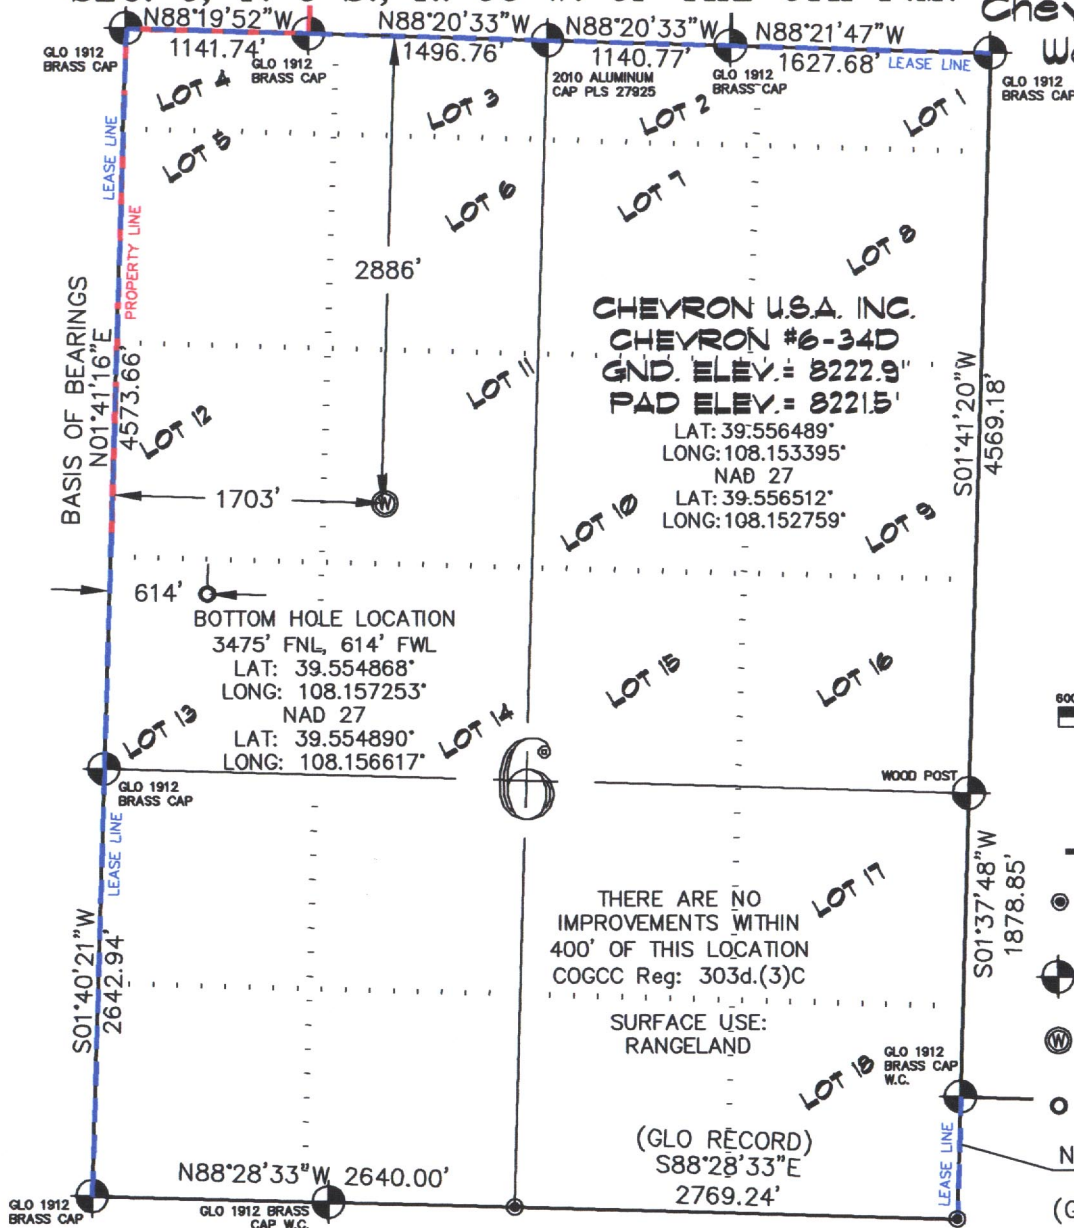 N88°19'52"W
N88°20'33"W
N88°20'33"W
N88°21'47"W
1141.74'
1496.76'
1140.77'
1627.68'
LEASE LINE
GLO 1912
BRASS CAP
GLO 1912
BRASS CAP
2010 ALUMINUM
CAP PLS 27925
GLO 1912
BRASS CAP
GLO 1912
BRASS CAP
LOT 4
LOT 3
LOT 2
LOT 1
LOT 5
LOT 6
LOT 7
LOT 8
LEASE LINE
PROPERTY LINE
BASIS OF BEARINGS
N01°41'16"E
4573.66'
2886'
CHEVRON U.S.A. INC.
CHEVRON #6-34D
GND. ELEV.= 8222.9"
PAD ELEV.= 8221.5'
LAT: 39.556489°
LONG: 108.153395°
NAD 27
LAT: 39.556512°
LONG: 108.152759°
S01°41'20"W
4569.18'
LOT 12
LOT 11
LOT 10
LOT 9
1703'
W
614'
BOTTOM HOLE LOCATION
3475' FNL, 614' FWL
LAT: 39.554868°
LONG: 108.157253°
NAD 27
LAT: 39.554890°
LONG: 108.156617°
LOT 13
LOT 14
LOT 15
LOT 16
6
WOOD POST
GLO 1912
BRASS CAP
LEASE LINE
S01°40'21"W
2642.94'
THERE ARE NO
IMPROVEMENTS WITHIN
400' OF THIS LOCATION
COGCC Reg: 303d.(3)C
LOT 17
S01°37'48"W
1878.85'
SURFACE USE:
RANGELAND
W
LOT 18
GLO 1912
BRASS CAP
W.C.
LEASE LINE
(GLO RECORD)
S88°28'33"E
2769.24'
N88°28'33"W 2640.00'
GLO 1912
BRASS CAP
GLO 1912 BRASS
CAP W.C.